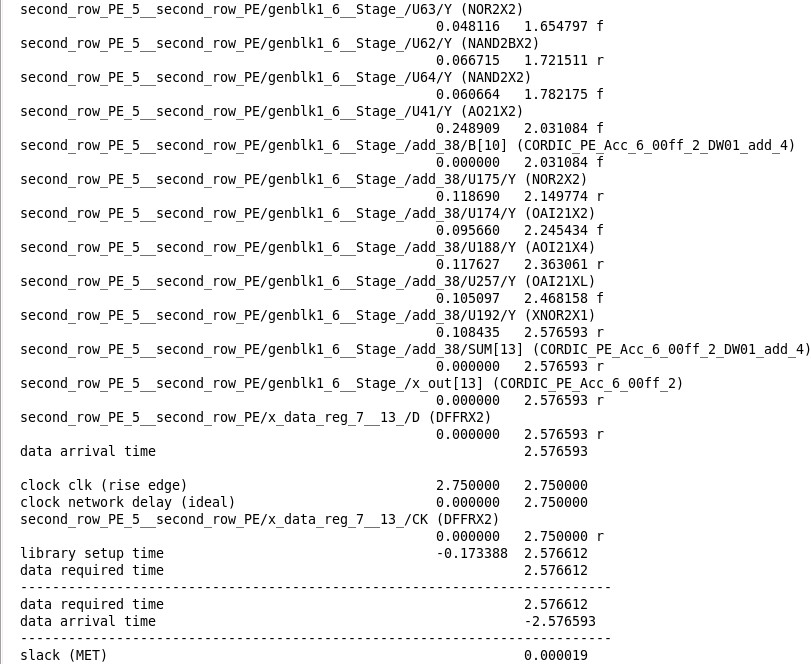 second_row_PE_5__second_row_PE/genblk1_6__Stage_/U63/Y (NOR2X2)
0.048116 1.654797 f
second_row_PE_5__second_row_PE/genblk1_6__Stage_/U62/Y (NAND2BX2)
0.066715 1.721511 r
second_row_PE_5__second_row_PE/genblk1_6__Stage_/U64/Y (NAND2X2)
0.060664 1.782175 f
second_row_PE_5__second_row_PE/genblk1_6__Stage_/U41/Y (AO21X2)
0.248909 2.031084 f
second_row_PE_5__second_row_PE/genblk1_6__Stage_/add_38/B[10] (CORDIC_PE_Acc_6_00ff_2_DW01_add_4)
0.000000 2.031084 f
second_row_PE_5__second_row_PE/genblk1_6__Stage_/add_38/U175/Y (NOR2X2)
0.118690 2.149774 r
second_row_PE_5__second_row_PE/genblk1_6__Stage_/add_38/U174/Y (OAI21X2)
0.095660 2.245434 f
second_row_PE_5__second_row_PE/genblk1_6__Stage_/add_38/U188/Y (AOI21X4)
0.117627 2.363061 r
second_row_PE_5__second_row_PE/genblk1_6__Stage_/add_38/U257/Y (OAI21XL)
0.105097 2.468158 f
second_row_PE_5__second_row_PE/genblk1_6__Stage_/add_38/U192/Y (XNOR2X1)
0.108435 2.576593 r
second_row_PE_5__second_row_PE/genblk1_6__Stage_/add_38/SUM[13] (CORDIC_PE_Acc_6_00ff_2_DW01_add_4)
0.000000 2.576593 r
second_row_PE_5__second_row_PE/genblk1_6__Stage_/x_out[13] (CORDIC_PE_Acc_6_00ff_2)
0.000000 2.576593 r
second_row_PE_5__second_row_PE/x_data_reg_7__13_/D (DFFRX2)
0.000000 2.576593 r
data arrival time 2.576593
clock clk (rise edge) 2.750000 2.750000
clock network delay (ideal) 0.000000 2.750000
second_row_PE_5__second_row_PE/x_data_reg_7__13_/CK (DFFRX2)
0.000000 2.750000 r
library setup time -0.173388 2.576612
data required time 2.576612
--------------------------------------------------------------------------
data required time 2.576612
data arrival time -2.576593
--------------------------------------------------------------------------
slack (MET) 0.000019